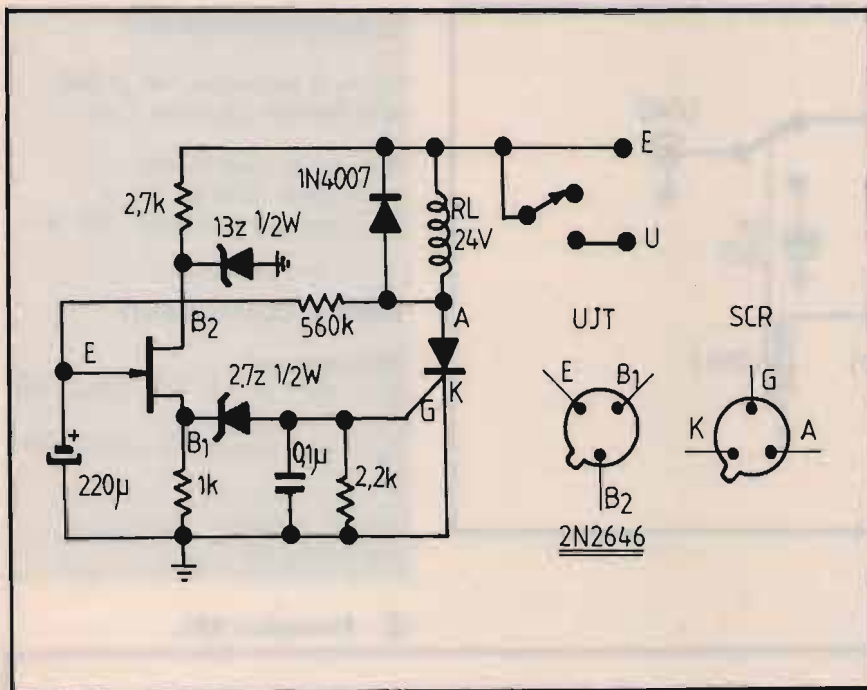 E
1N4007
2,7k
RL
24V
13z 1/2W
U
B2
560k
A
UJT
SCR
E
2,7z 1/2W
K
G
E
B1
G
B1
+
0,1µ
K
A
220µ
1k
2,2k
B2
2N2646